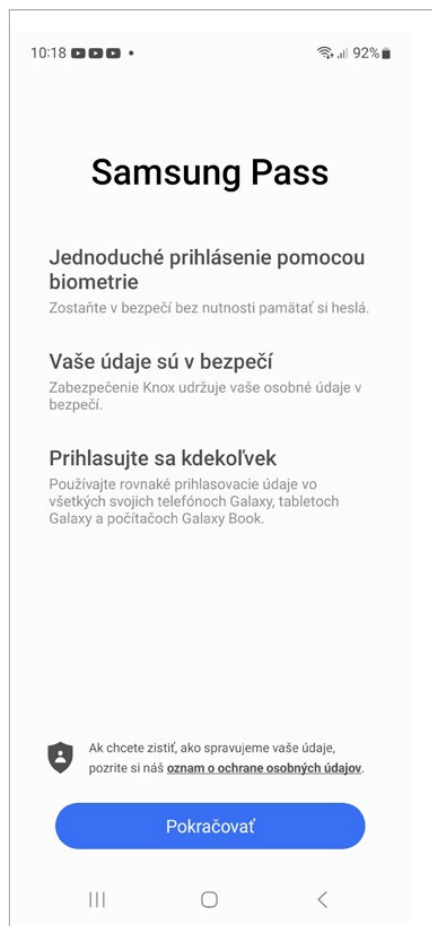 10:18
92%
Samsung Pass
Jednoduché prihlásenie pomocou
biometrie
Zostaňte v bezpečí bez nutnosti pamätať si heslá.
Vaše údaje sú v bezpečí
Zabezpečenie Knox udržuje vaše osobné údaje v
bezpečí.
Prihlasujte sa kdekoľvek
Používajte rovnaké prihlasovacie údaje vo
všetkých svojich telefónoch Galaxy, tabletoch
Galaxy a počítačoch Galaxy Book.
Ak chcete zistiť, ako spravujeme vaše údaje,
pozrite si náš oznam o ochrane osobných údajov.
Pokračovať